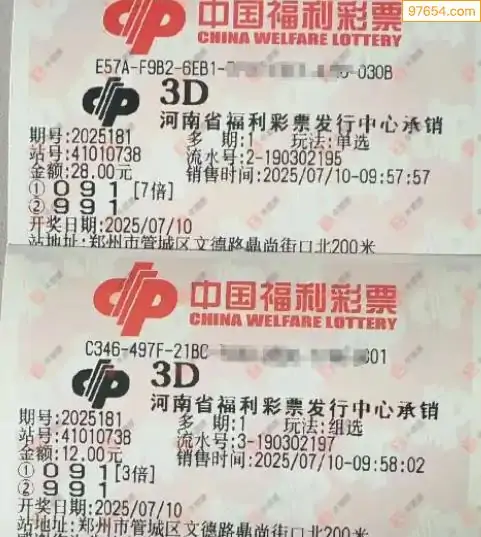 97654.com
中国福利彩票
CHINA WELFARE LOTTERY
E57A-F9B2-6EB1- -030B
3D
河南省福利彩票发行中心承销
期号:2025181 多 期:1 玩法:单选
站号:41010738 流水号:2-190302195
金额:28.00元 销售时间:2025/07/10-09:57:57
① 0 9 1 [7倍]
② 9 9 1
开奖日期:2025/07/10
站地址:郑州市管城区文德路鼎尚街口北200米
中国福利彩票
CHINA WELFARE LOTTERY
C346-497F-21BC- 001
3D
河南省福利彩票发行中心承销
期号:2025181 多 期:1 玩法:组选
站号:41010738 流水号:3-190302197
金额:12.00元 销售时间:2025/07/10-09:58:02
① 0 9 1 [3倍]
② 9 9 1
开奖日期:2025/07/10
站地址:郑州市管城区文德路鼎尚街口北200米